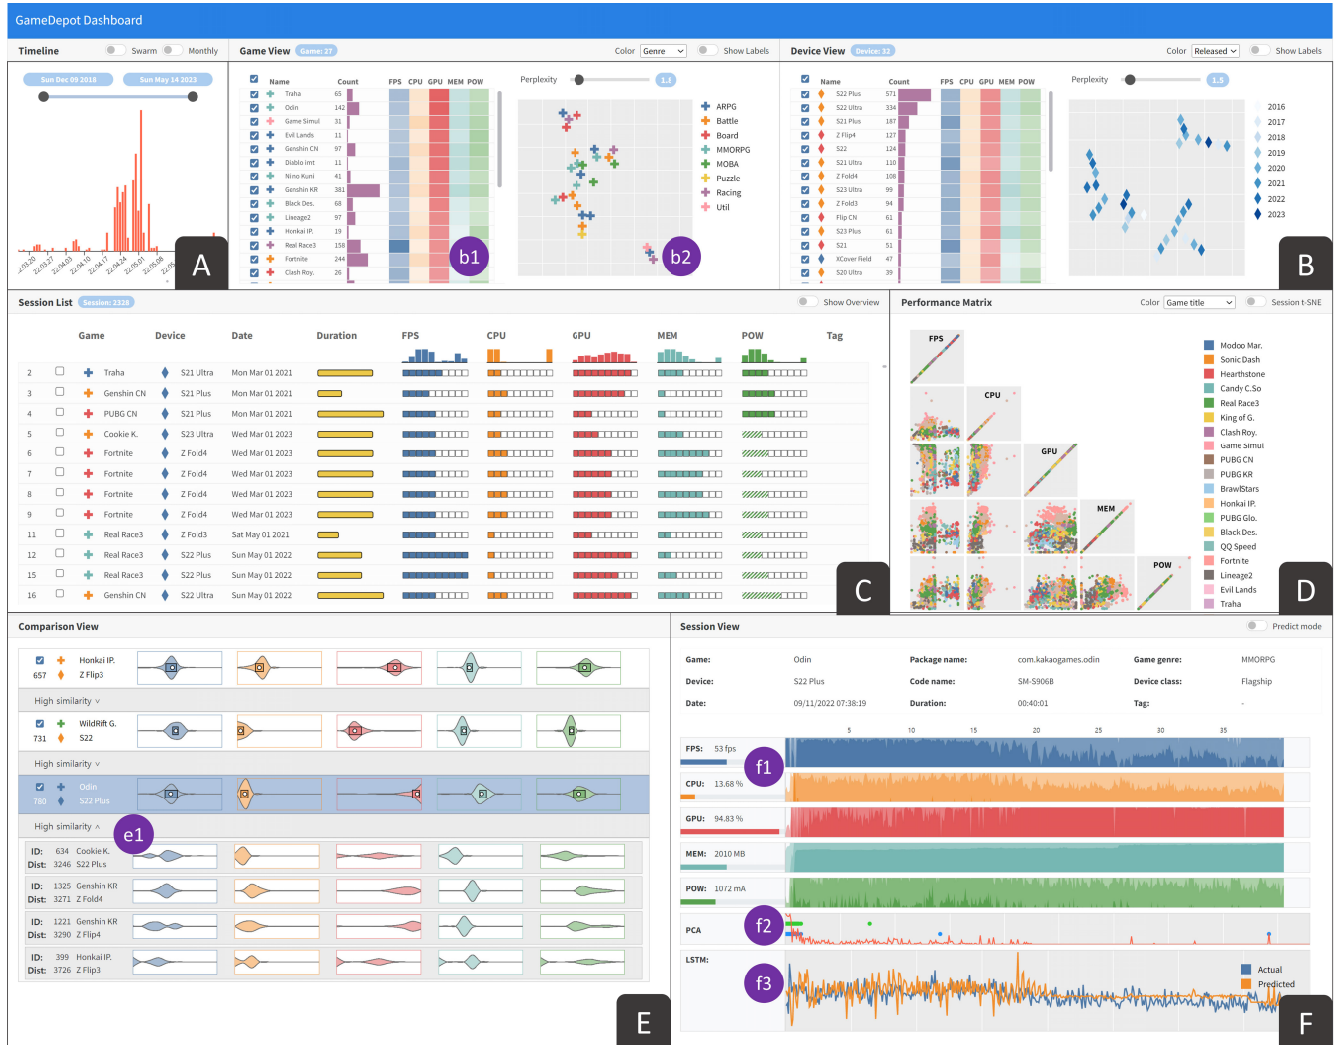 GameDepot Dashboard
Timeline Swarm Monthly
Sun Dec 09 2018 Sun May 14 2023
22.04.03 22.04.10 22.04.17 22.04.24 22.05.01 22.05.08
A
Game View Game: 27 Color Genre Show Labels
Name Count FPS CPU GPU MEM POW
Traha 65
Odin 142
Game Simul 31
Evil Lands 11
Genshin CN 97
Diablo imt 11
Nino Kuni 41
Genshin KR 381
Black Des. 68
Lineage2 97
Honkai IP. 19
Real Race3 158
Fortnite 244
Clash Roy. 26
b1
Perplexity
ARPG
Battle
Board
MMORPG
MOBA
Puzzle
Racing
Util
b2
Device View Device: 32 Color Released Show Labels
Name Count FPS CPU GPU MEM POW
S22 Plus 571
S22 Ultra 334
S21 Plus 187
Z Flip4 127
S22 124
S21 Ultra 110
Z Fold4 108
S23 Ultra 99
Z Fold3 94
Flip CN 61
S23 Plus 61
S21 51
XCover Field 47
S20 Ultra 39
Perplexity 1.5
2016
2017
2018
2019
2020
2021
2022
2023
B
Session List Session: 2328 Show Overview
Game Device Date Duration FPS CPU GPU MEM POW Tag
2 Traha S21 Ultra Mon Mar 01 2021
3 Genshin CN S21 Plus Mon Mar 01 2021
4 PUBG CN S21 Plus Mon Mar 01 2021
5 Cookie K. S23 Ultra Wed Mar 01 2023
6 Fortnite Z Fold4 Wed Mar 01 2023
7 Fortnite Z Fold4 Wed Mar 01 2023
8 Fortnite Z Fold4 Wed Mar 01 2023
9 Fortnite Z Fold4 Wed Mar 01 2023
11 Real Race3 Z Fold3 Sat May 01 2021
12 Real Race3 S22 Plus Sun May 01 2022
15 Real Race3 S22 Plus Sun May 01 2022
16 Genshin CN S22 Ultra Sun May 01 2022
C
Performance Matrix Color Game title Session t-SNE
FPS
CPU
GPU
MEM
POW
Modoo Mar.
Sonic Dash
Hearthstone
Candy C.So
Real Race3
King of G.
Clash Roy.
Game Simul
PUBG CN
PUBG KR
BrawlStars
Honkai IP.
PUBG Glo.
Black Des.
QQ Speed
Fortnite
Lineage2
Evil Lands
Traha
D
Comparison View
Honkai IP.
657 Z Flip3
High similarity
WildRift G.
731 S22
High similarity
Odin
780 S22 Plus
High similarity
e1
ID: 634 Cookie K.
Dist: 3246 S22 Plus
ID: 1325 Genshin KR
Dist: 3271 Z Fold4
ID: 1221 Genshin KR
Dist: 3290 Z Flip4
ID: 399 Honkai IP.
Dist: 3726 Z Flip3
E
Session View Predict mode
Game: Odin Package name: com.kakaogames.odin Game genre: MMORPG
Device: S22 Plus Code name: SM-S906B Device class: Flagship
Date: 09/11/2022 07:38:19 Duration: 00:40:01 Tag: -
5 10 15 20 25 30 35
FPS: 53 fps
f1
CPU: 13.68 %
GPU: 94.83 %
MEM: 2010 MB
POW: 1072 mA
PCA f2
LSTM:
f3
Actual
Predicted
F